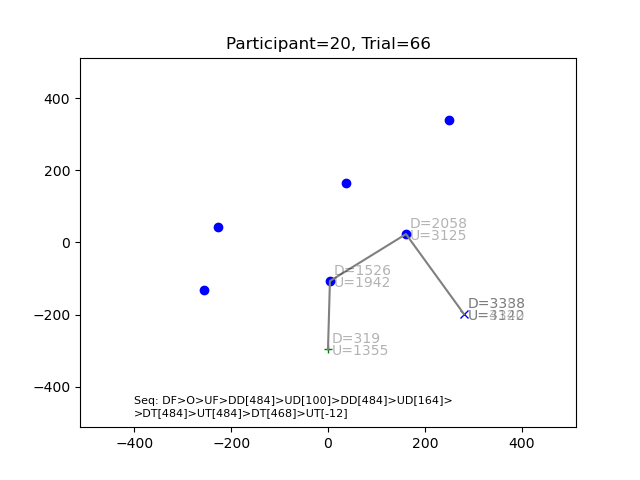 Participant=20, Trial=66
400
200
0
−200
−400
D=2058
U=3125
D=1526
U=1942
D=3338
D=319
U=1355
Seq: DF>O>UF>DD[484]>UD[100]>DD[484]>UD[164]>
>DT[484]>UT[484]>DT[468]>UT[-12]
−400
−200
0
200
400